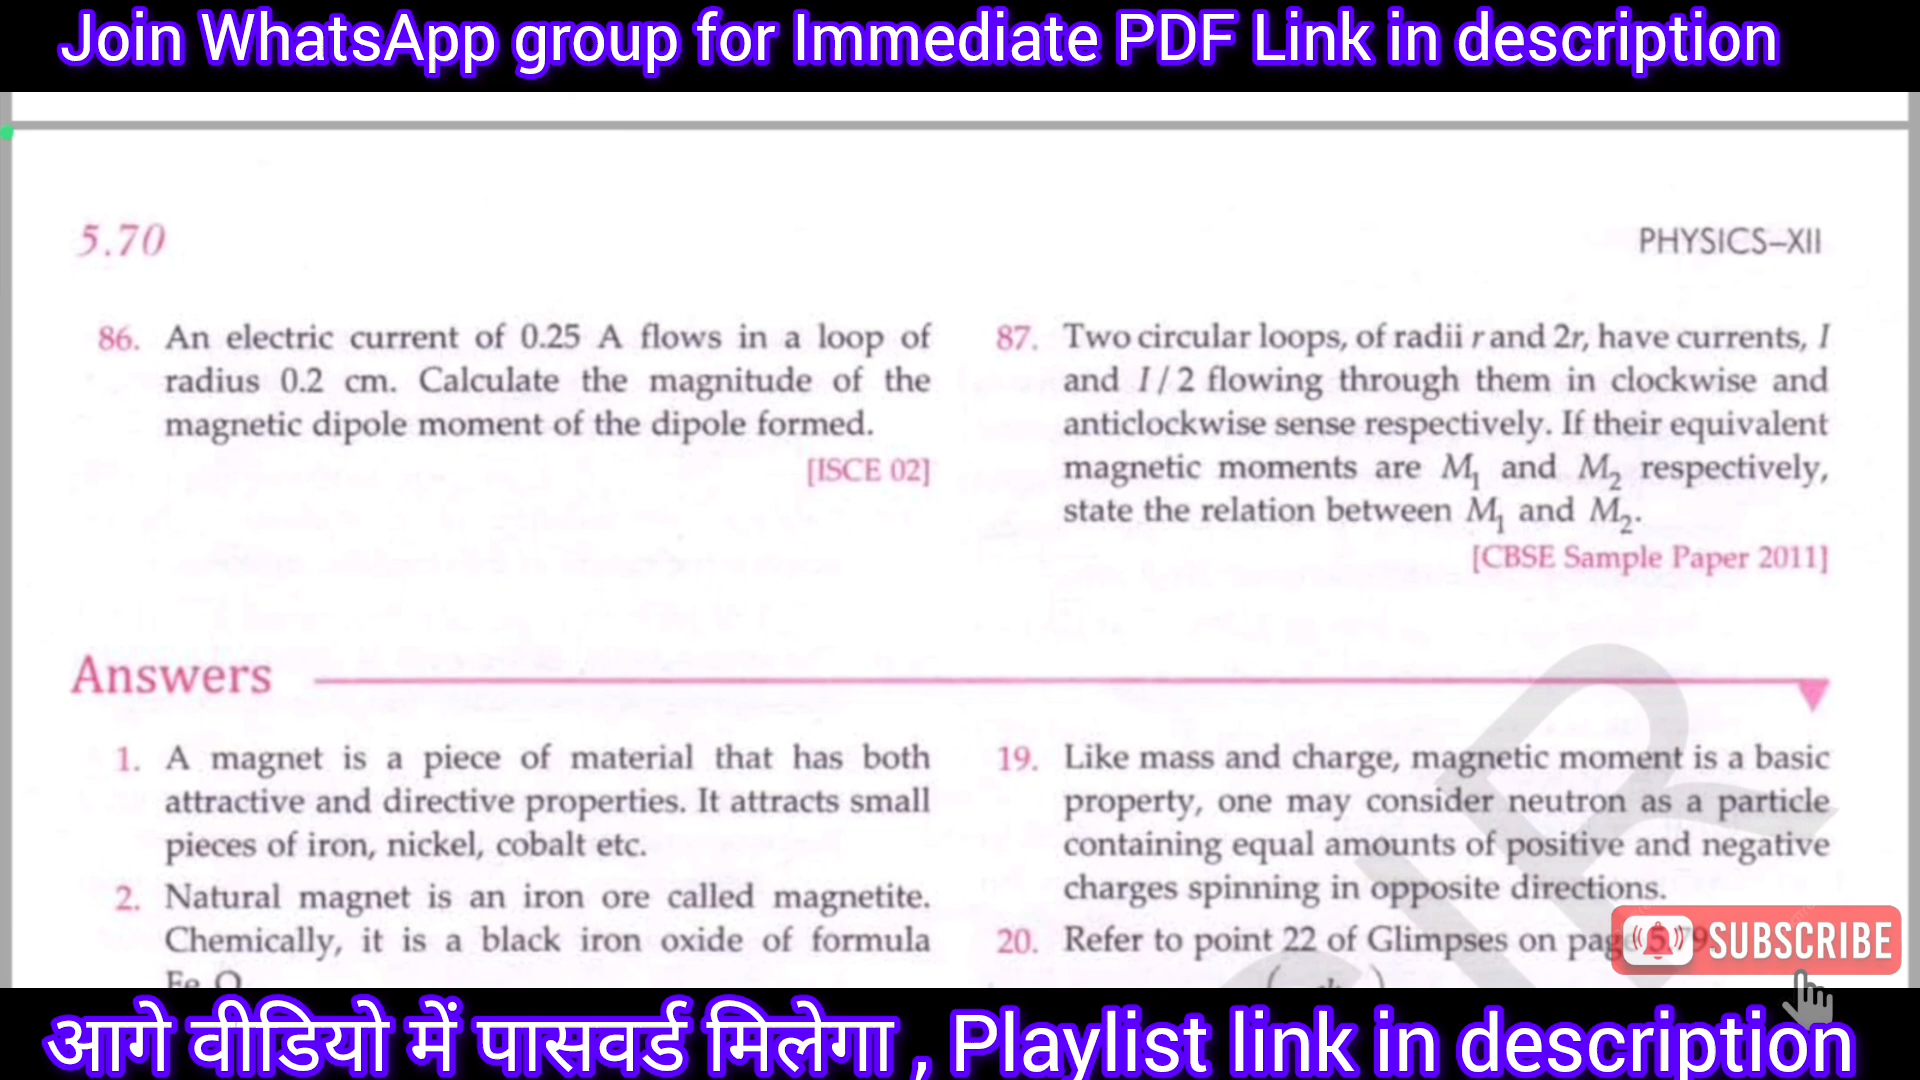 Join WhatsApp group for Immediate PDF Link in description
5.70
PHYSICS–XII
86. An electric current of 0.25 A flows in a loop of
radius 0.2 cm. Calculate the magnitude of the
magnetic dipole moment of the dipole formed.
[ISCE 02]
87. Two circular loops, of radii r and 2r, have currents, I
and I/2 flowing through them in clockwise and
anticlockwise sense respectively. If their equivalent
magnetic moments are M₁ and M₂ respectively,
state the relation between M₁ and M₂.
[CBSE Sample Paper 2011]
Answers
1. A magnet is a piece of material that has both
attractive and directive properties. It attracts small
pieces of iron, nickel, cobalt etc.
2. Natural magnet is an iron ore called magnetite.
Chemically, it is a black iron oxide of formula
19. Like mass and charge, magnetic moment is a basic
property, one may consider neutron as a particle
containing equal amounts of positive and negative
charges spinning in opposite directions.
20. Refer to point 22 of Glimpses on page 5.79
SUBSCRIBE
आगे वीडियो में पासवर्ड मिलेगा , Playlist link in description